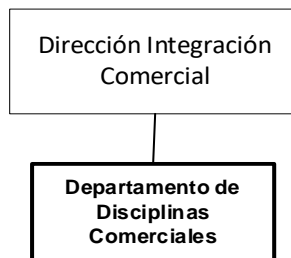 Dirección Integración
Comercial
Departamento de
Disciplinas
Comerciales